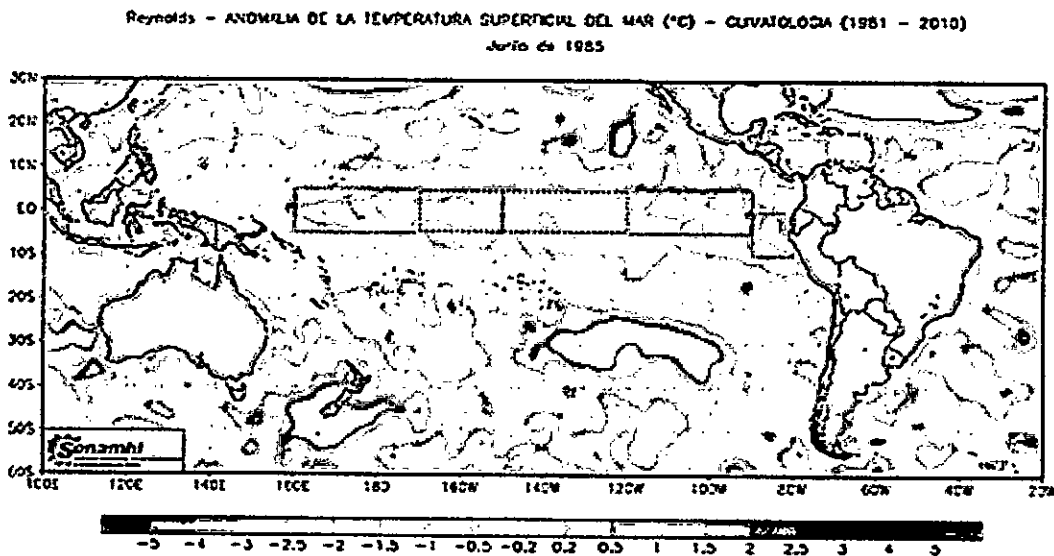 Reynolds - ANOMALIA DE LA TEMPERATURA SUPERFICIAL DEL MAR (°C) - CLIMATOLOGIA (1981 - 2010)
de 1985
30N
20N
10N
EQ
10S
20S
30S
40S
50S
60S
Senamhi
100E 120E 140E 160E 180 160W 140W 120W 100W 80W 60W 40W 20W
-5 -4 -3 -2.5 -2 -1.5 -1 -0.5 -0.2 0.2 0.5 1 1.5 2 2.5 3 4 5